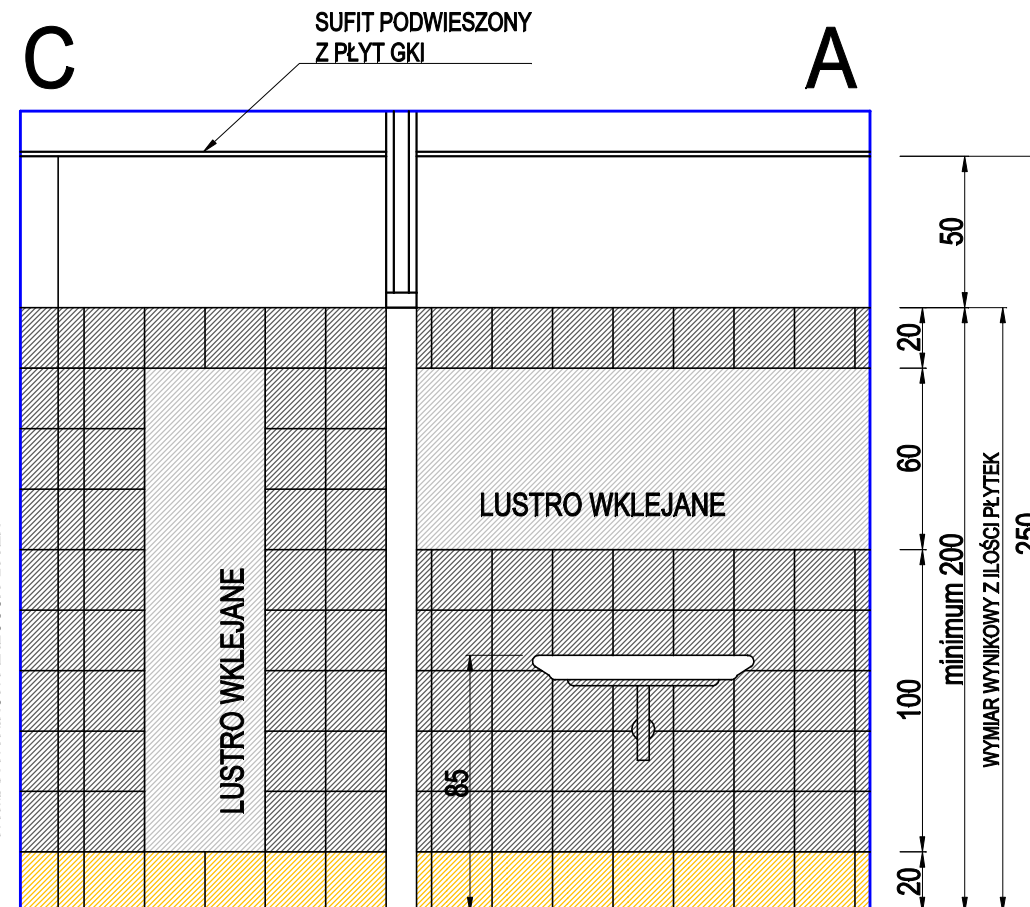 C
SUFIT PODWIESZONY
Z PŁYT GKI
A
50
20
60
LUSTRO WKLEJANE
LUSTRO WKLEJANE
100
minimum 200
WYMIAR WYNIKOWY Z ILOŚCI PŁYTEK
250
85
20